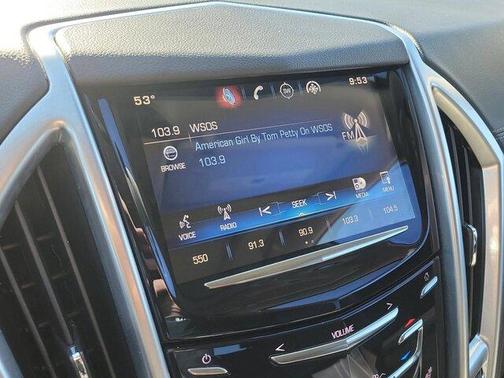 53° 9:53
103.9 WSOS
American Girl By Tom Petty On WSOS
103.9
FM
BROWSE
VOICE RADIO SEEK MEDIA MENU
550 91.3 90.9 103.3 104.5
VOLUME